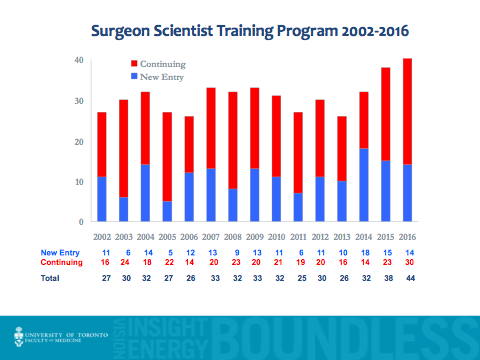 Surgeon Scientist Training Program 2002-2016
Continuing
New Entry
40
30
20
10
0
2002 2003 2004 2005 2006 2007 2008 2009 2010 2011 2012 2013 2014 2015 2016
New Entry 11 6 14 5 12 13 9 13 11 6 11 10 18 15 14
Continuing 16 24 18 22 14 20 23 20 21 19 20 16 14 23 30
Total 27 30 32 27 26 33 32 33 32 25 30 26 32 38 44
UNIVERSITY OF TORONTO
FACULTY OF MEDICINE
VISION
INSIGHT
ENERGY
BOUNDLESS